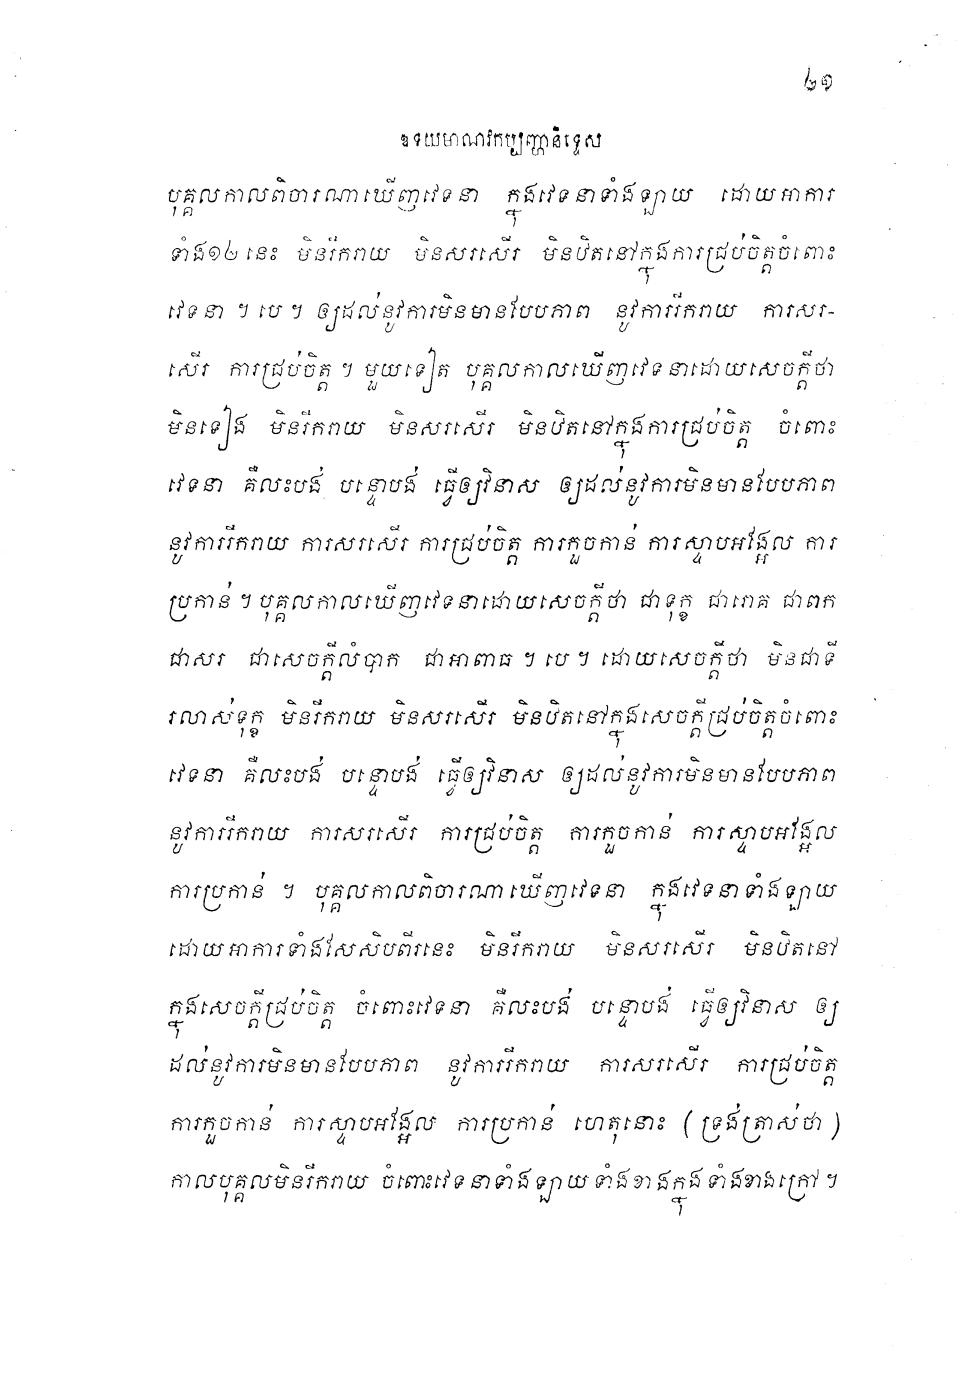 ៦១
ឧទយមាណវកប្បញ្ហានិទ្ទេស
បុគ្គលកាលពិចារណាឃើញវេទនា ក្នុងវេទនាទាំងឡាយ ដោយអាការ
ទាំង១៤នេះ មិនរីករាយ មិនសរសើរ មិនឋិតនៅក្នុងការជ្រប់ចិត្តចំពោះ
វេទនា ។ បេ ។ ឲ្យដល់នូវការមិនមានបែបភាព នូវការរីករាយ ការសរ-
សើរ ការជ្រប់ចិត្ត ។ មួយទៀត បុគ្គលកាលឃើញវេទនាដោយសេចក្តីថា
មិនទៀង មិនរីករាយ មិនសរសើរ មិនឋិតនៅក្នុងការជ្រប់ចិត្ត ចំពោះ
វេទនា គឺលះបង់ បន្ទោបង់ ធ្វើឲ្យវិនាស ឲ្យដល់នូវការមិនមានបែបភាព
នូវការរីករាយ ការសរសើរ ការជ្រប់ចិត្ត ការកួចកាន់ ការស្ទាបអង្អែល ការ
ប្រកាន់ ។ បុគ្គលកាលឃើញវេទនាដោយសេចក្តីថា ជាទុក្ខ ជារោគ ជាពក
ជាសរ ជាសេចក្តីលំបាក ជាអាពាធ ។ បេ ។ ដោយសេចក្តីថា មិនជាទី
រលាស់ទុក្ខ មិនរីករាយ មិនសរសើរ មិនឋិតនៅក្នុងសេចក្តីជ្រប់ចិត្តចំពោះ
វេទនា គឺលះបង់ បន្ទោបង់ ធ្វើឲ្យវិនាស ឲ្យដល់នូវការមិនមានបែបភាព
នូវការរីករាយ ការសរសើរ ការជ្រប់ចិត្ត ការកួចកាន់ ការស្ទាបអង្អែល
ការប្រកាន់ ។ បុគ្គលកាលពិចារណាឃើញវេទនា ក្នុងវេទនាទាំងឡាយ
ដោយអាការទាំងសែសិបពីរនេះ មិនរីករាយ មិនសរសើរ មិនឋិតនៅ
ក្នុងសេចក្តីជ្រប់ចិត្ត ចំពោះវេទនា គឺលះបង់ បន្ទោបង់ ធ្វើឲ្យវិនាស ឲ្យ
ដល់នូវការមិនមានបែបភាព នូវការរីករាយ ការសរសើរ ការជ្រប់ចិត្ត
ការកួចកាន់ ការស្ទាបអង្អែល ការប្រកាន់ ហេតុនោះ (ទ្រង់ត្រាស់ថា)
កាលបុគ្គលមិនរីករាយ ចំពោះវេទនាទាំងឡាយទាំងខាងក្នុងទាំងខាងក្រៅ ។